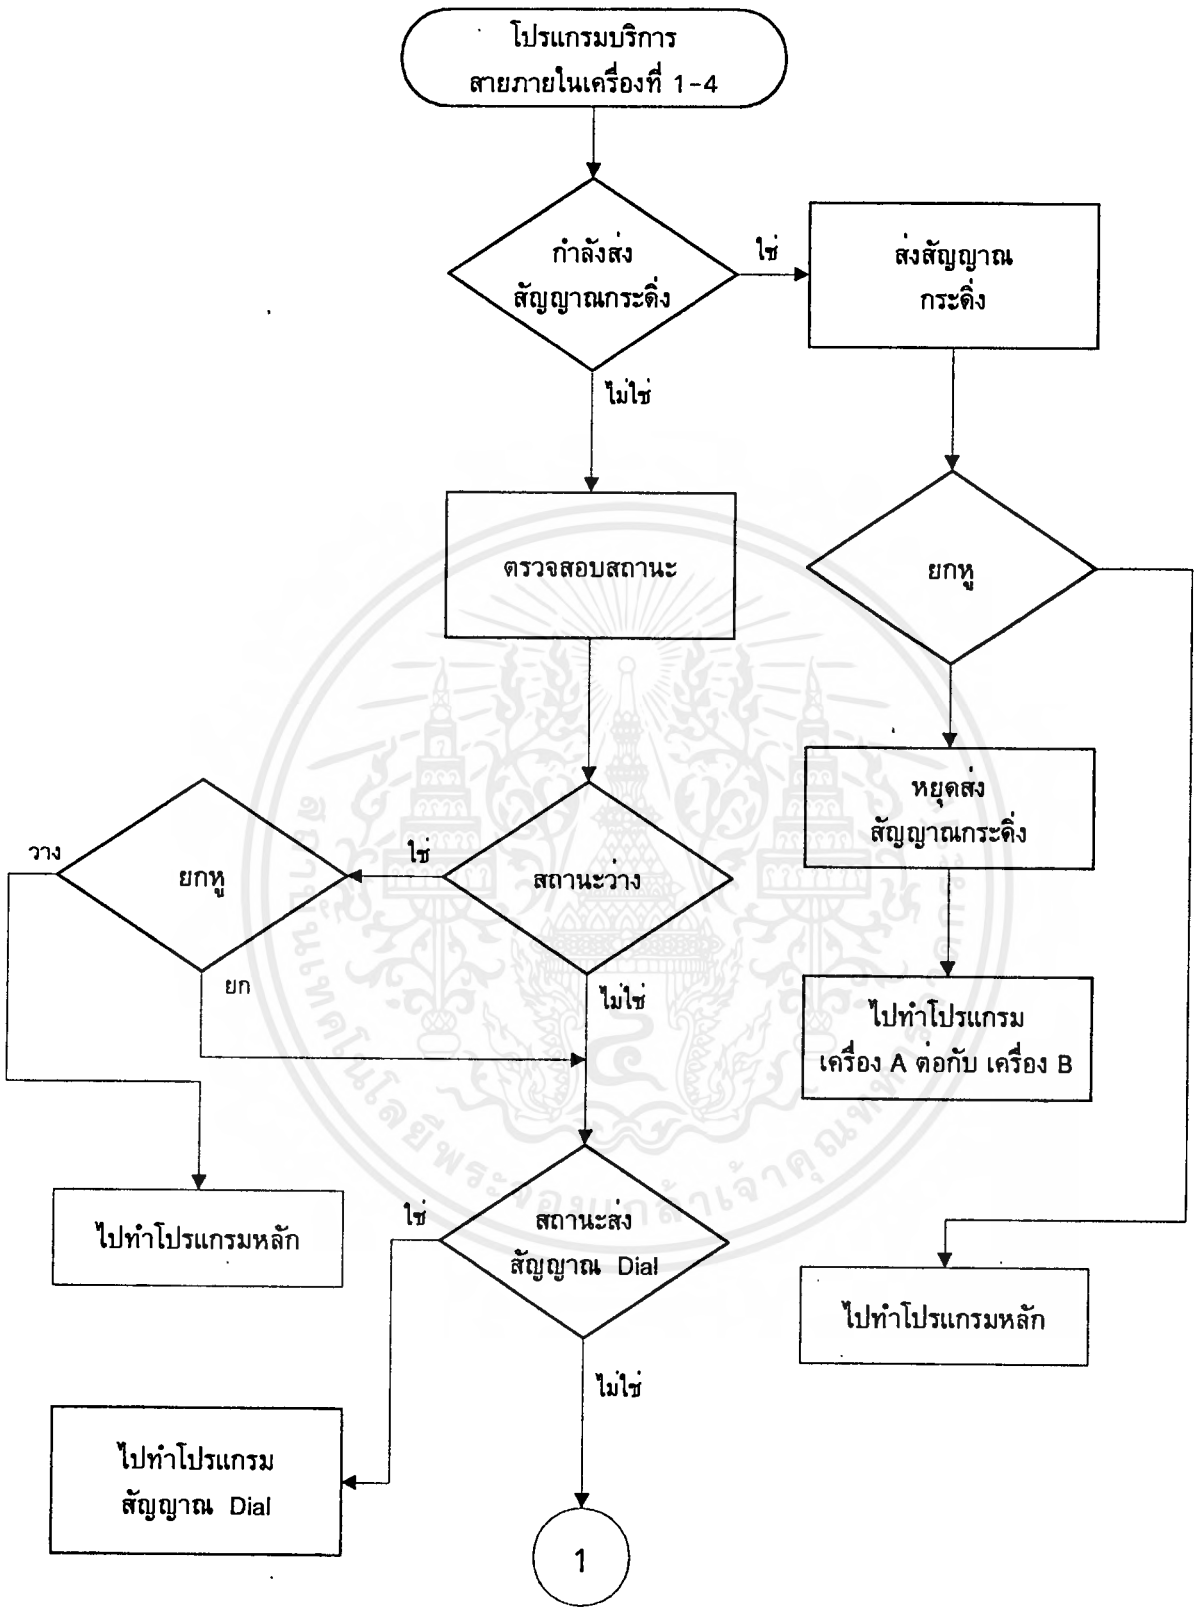 โปรแกรมบริการ
สายภายในเครื่องที่ 1-4
กำลังส่ง
สัญญาณกระดิ่ง
ใช่
ส่งสัญญาณ
กระดิ่ง
ไม่ใช่
ตรวจสอบสถานะ
ยกหู
หยุดส่ง
สัญญาณกระดิ่ง
วาง
ยกหู
ใช่
สถานะว่าง
ยก
ไม่ใช่
ไปทำโปรแกรม
เครื่อง A ต่อกับ เครื่อง B
ไปทำโปรแกรมหลัก
ใช่
สถานะส่ง
สัญญาณ Dial
ไปทำโปรแกรมหลัก
ไม่ใช่
ไปทำโปรแกรม
สัญญาณ Dial
1